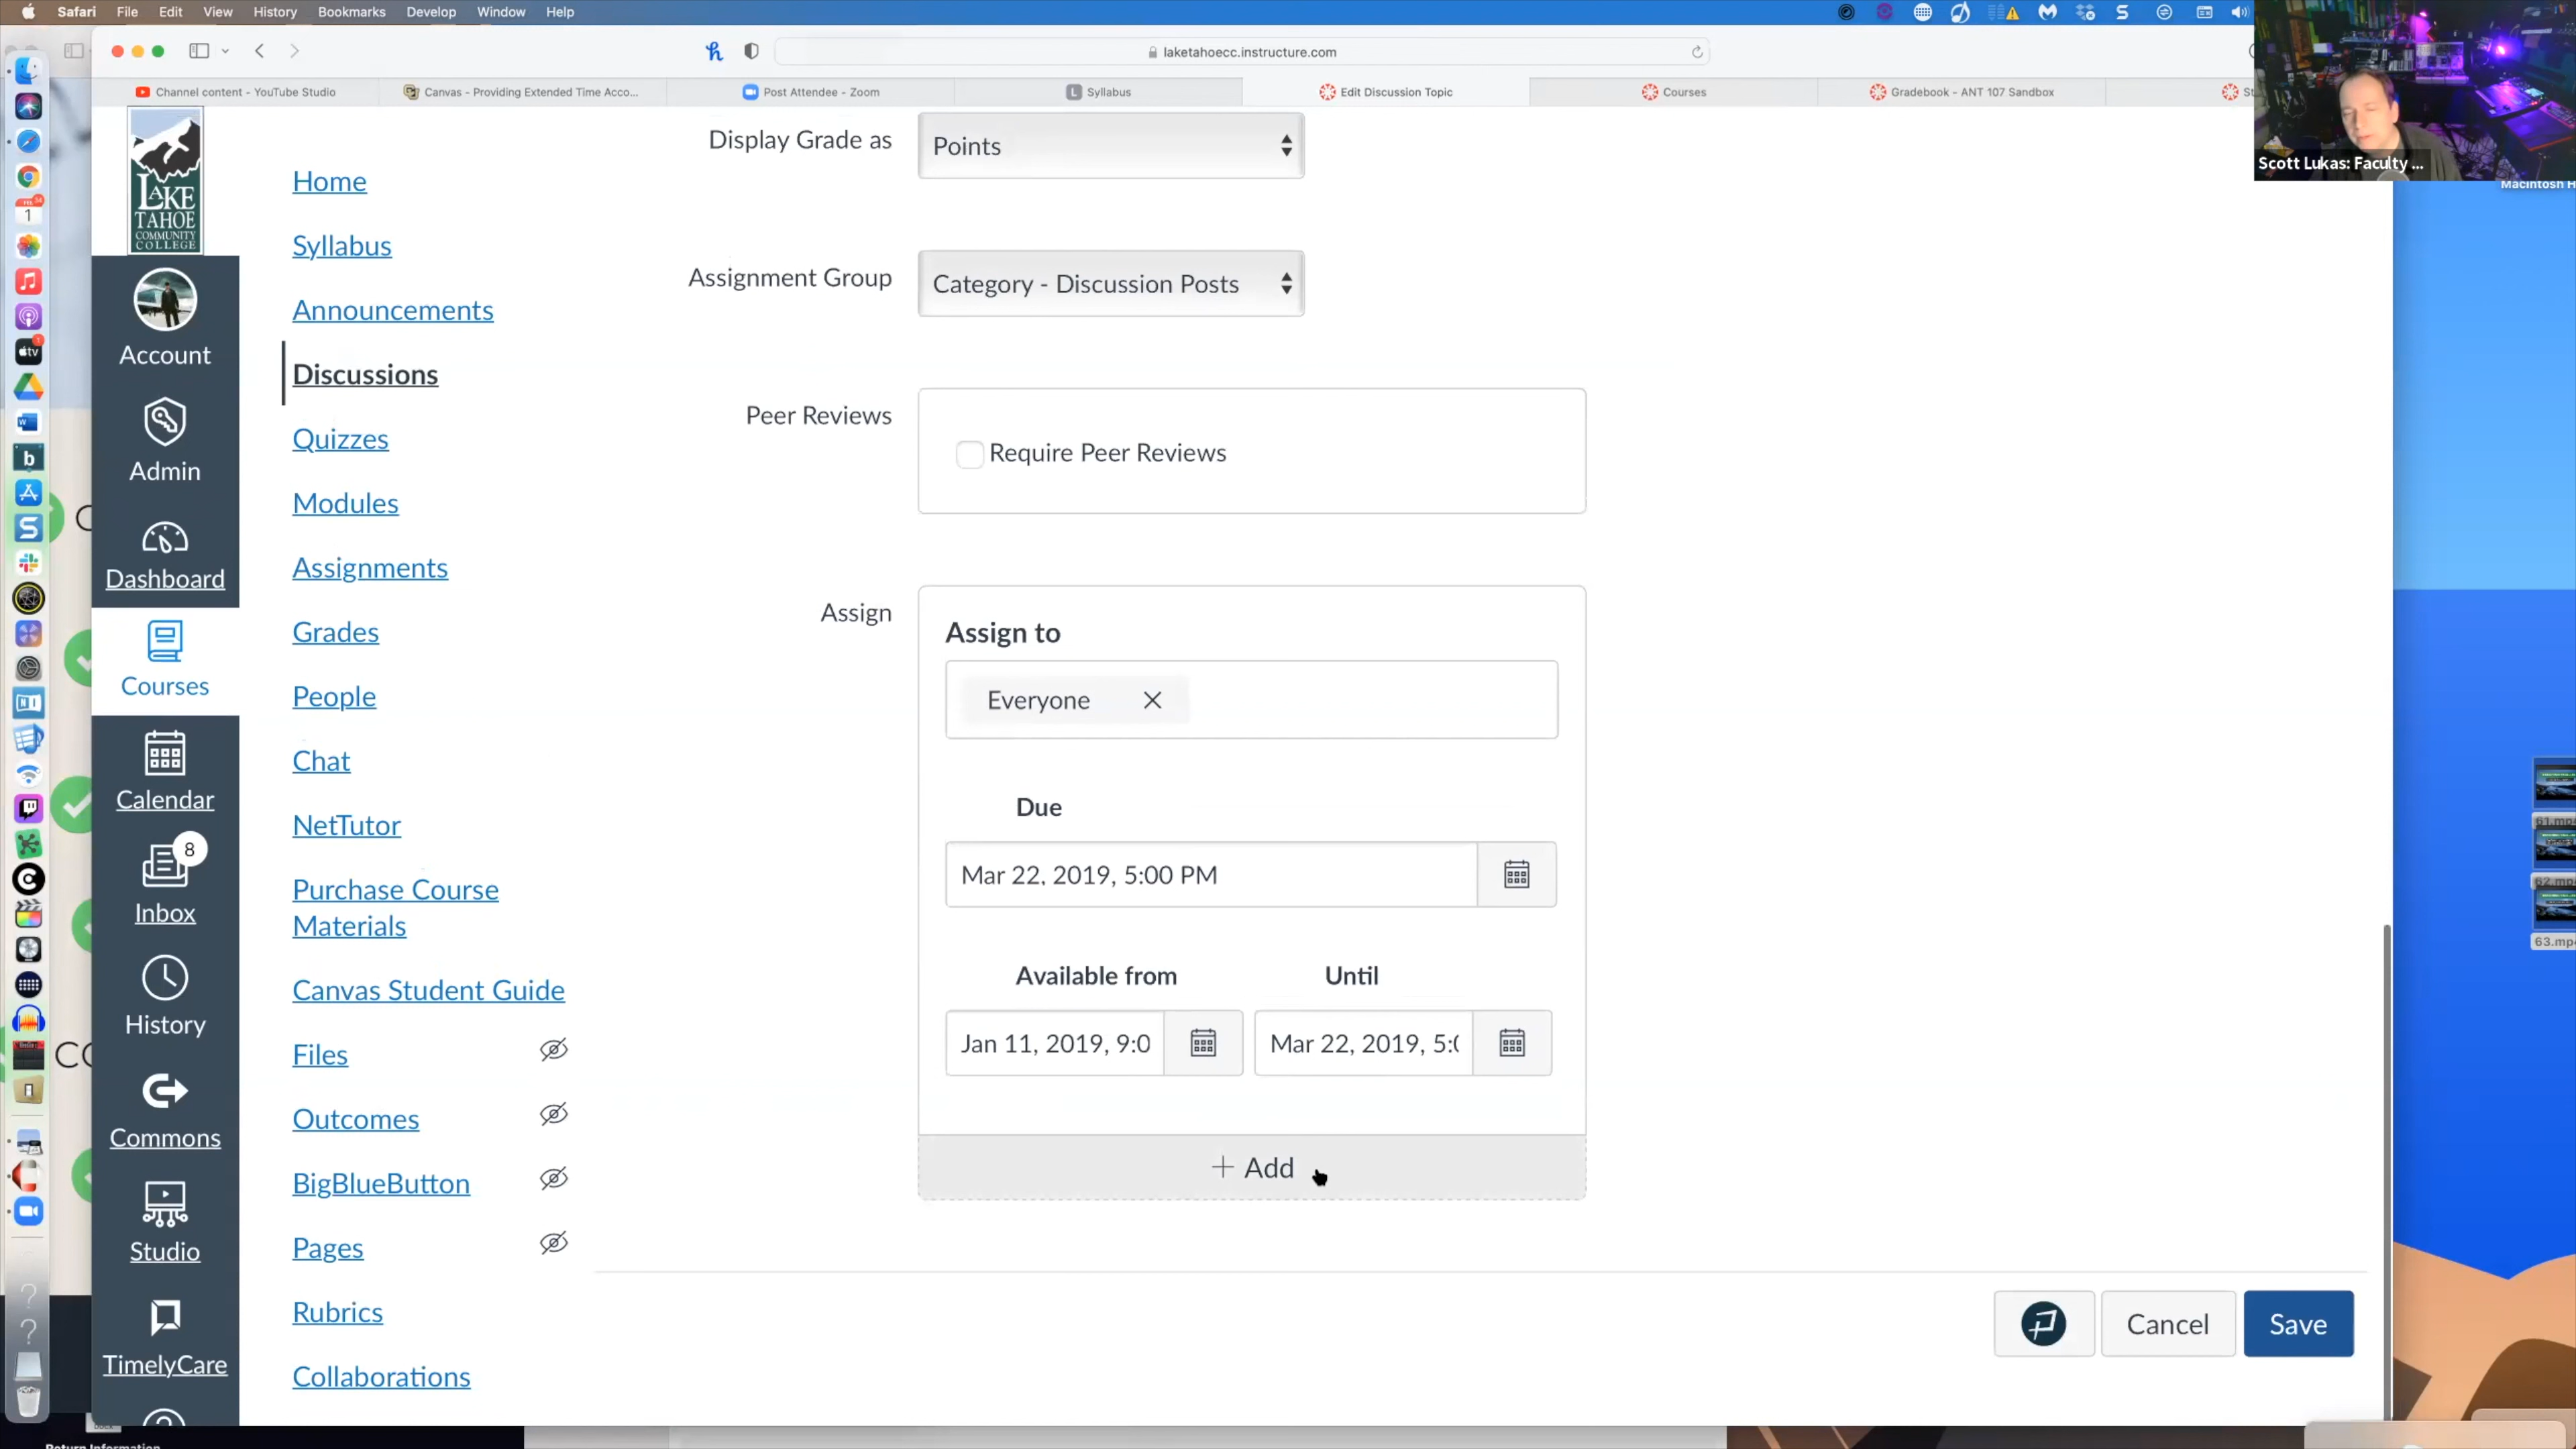 Safari File Edit View History Bookmarks Develop Window Help
laketahoecc.instructure.com
Channel content - YouTube Studio
Canvas - Providing Extended Time Acco...
Post Attendee - Zoom
Syllabus
Edit Discussion Topic
Courses
Gradebook - ANT 107 Sandbox
Scott Lukas: Faculty ...
LAKE
TAHOE
COMMUNITY
COLLEGE
Account
Admin
Dashboard
Courses
Calendar
8
Inbox
History
Commons
Studio
TimelyCare
Home
Syllabus
Announcements
Discussions
Quizzes
Modules
Assignments
Grades
People
Chat
NetTutor
Purchase Course
Materials
Canvas Student Guide
Files
Outcomes
BigBlueButton
Pages
Rubrics
Collaborations
Display Grade as
Points
Assignment Group
Category - Discussion Posts
Peer Reviews
Require Peer Reviews
Assign
Assign to
Everyone
Due
Mar 22, 2019, 5:00 PM
Available from
Until
Jan 11, 2019, 9:0
Mar 22, 2019, 5:(
+ Add
Cancel
Save
Macintosh H
61.mp
62.mp
63.mp